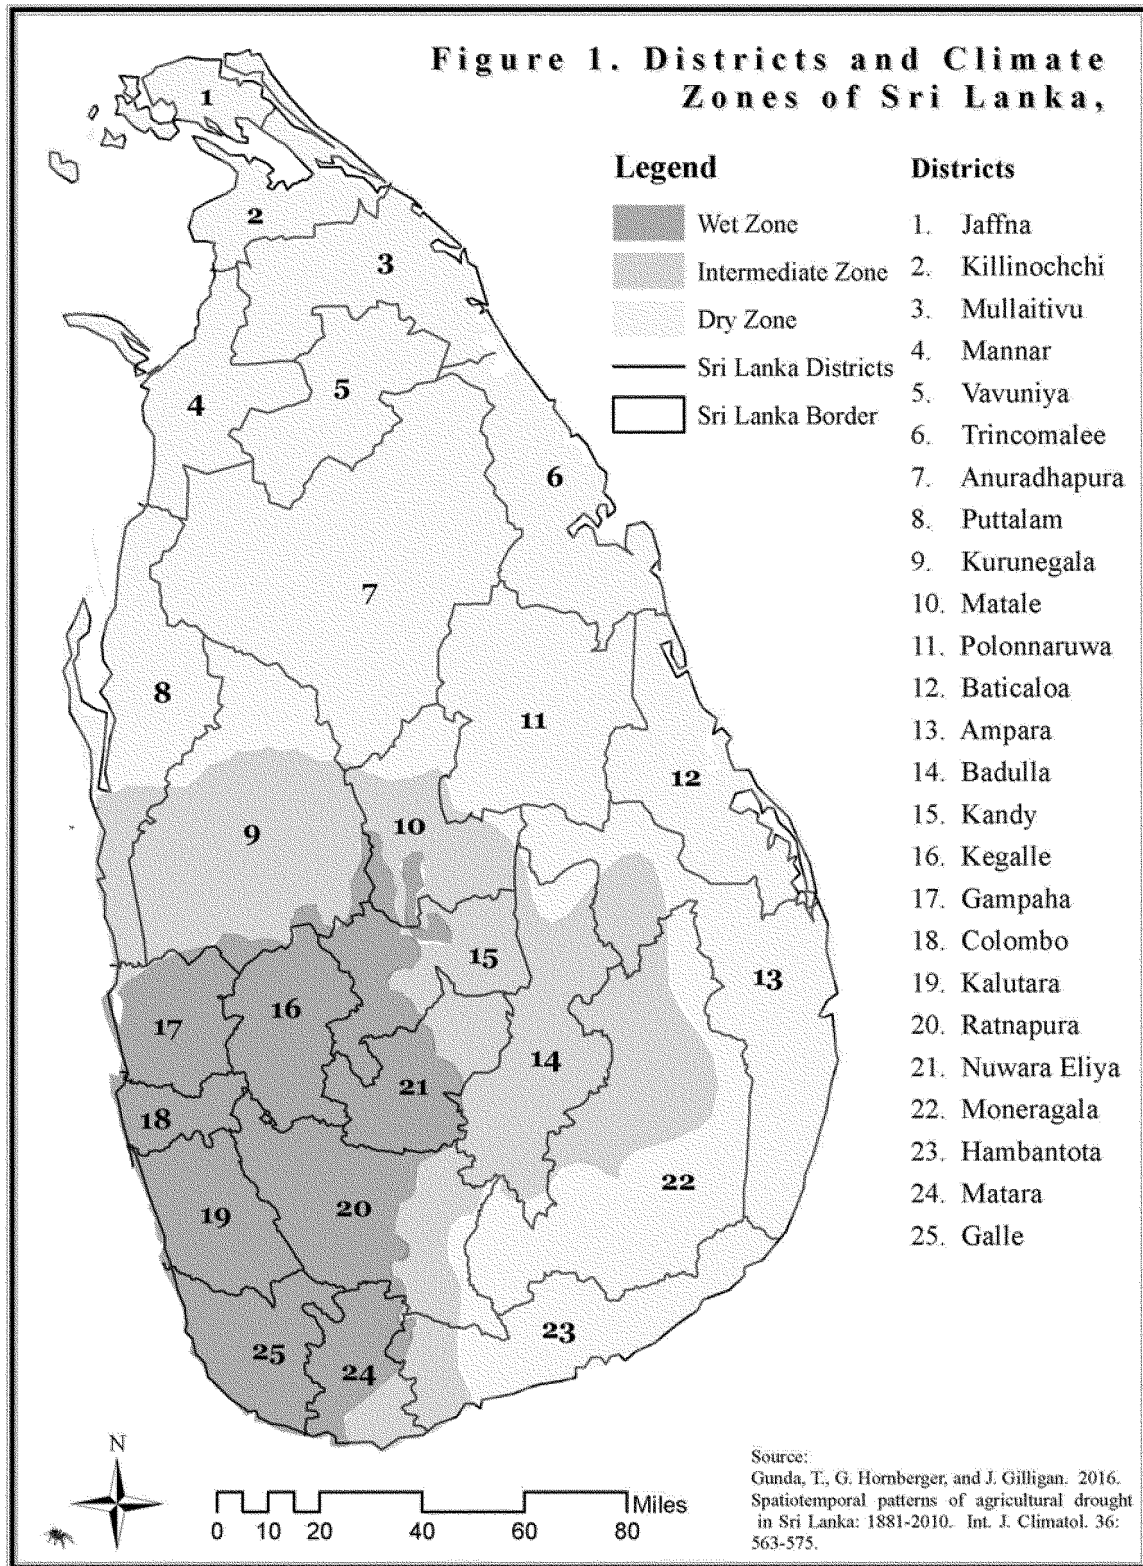 Figure 1. Districts and Climate
Zones of Sri Lanka,
Legend
Wet Zone
Intermediate Zone
Dry Zone
Sri Lanka Districts
Sri Lanka Border
Districts
1. Jaffna
2. Killinochchi
3. Mullaitivu
4. Mannar
5. Vavuniya
6. Trincomalee
7. Anuradhapura
8. Puttalam
9. Kurunegala
10. Matale
11. Polonnaruwa
12. Baticaloa
13. Ampara
14. Badulla
15. Kandy
16. Kegalle
17. Gampaha
18. Colombo
19. Kalutara
20. Ratnapura
21. Nuwara Eliya
22. Moneragala
23. Hambantota
24. Matara
25. Galle
1
2
3
4
5
6
7
8
9
10
11
12
13
14
15
16
17
18
19
20
21
22
23
24
25
N
Miles
0 10 20 40 60 80
Source:
Gunda, T., G. Hornberger, and J. Gilligan. 2016.
Spatiotemporal patterns of agricultural drought
in Sri Lanka: 1881-2010. Int. J. Climatol. 36:
563-575.